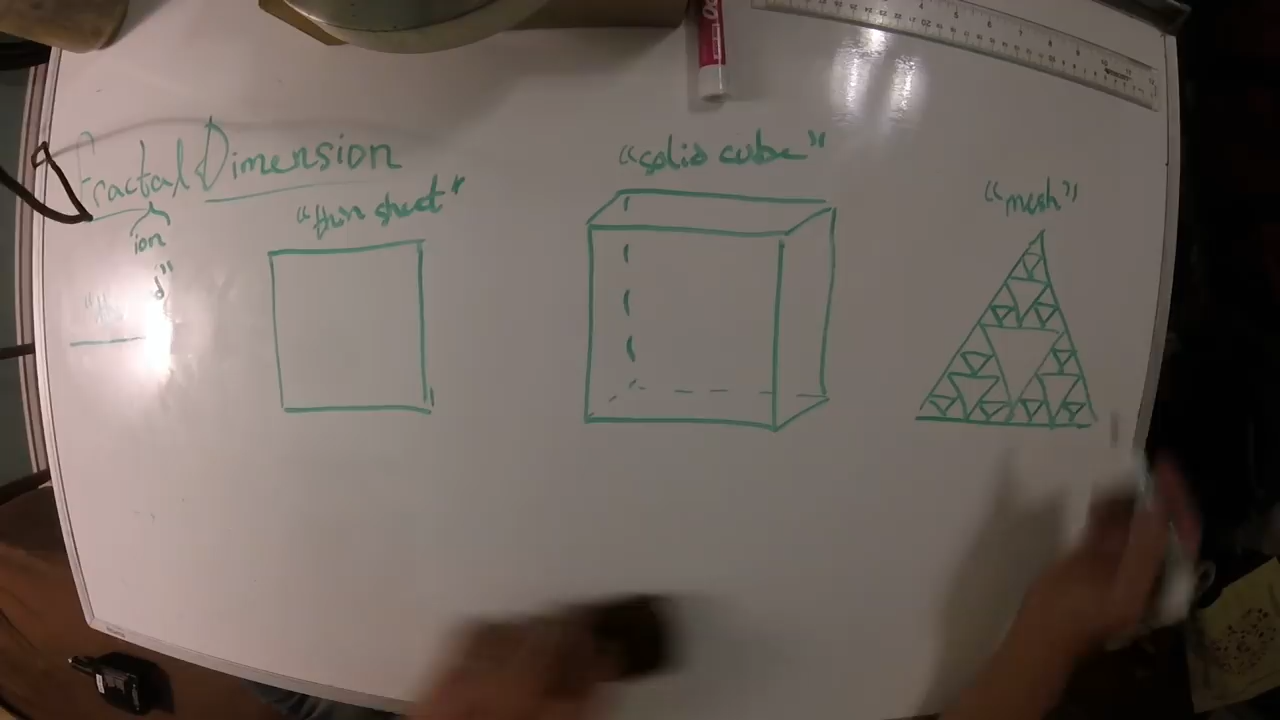 Fractal Dimension
ion
"thin sheet"
"solid cube"
"mesh"